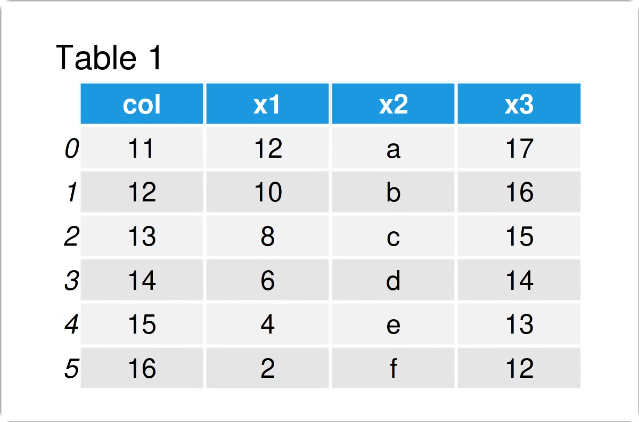 Table 1
col x1 x2 x3
0 11 12 a 17
1 12 10 b 16
2 13 8 c 15
3 14 6 d 14
4 15 4 e 13
5 16 2 f 12